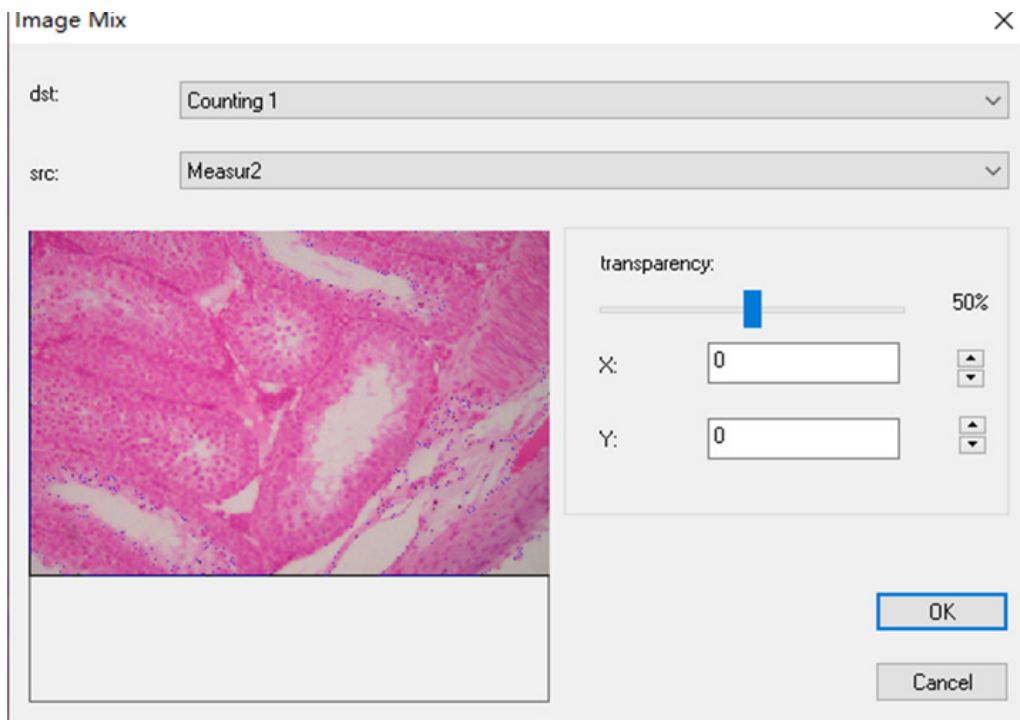 Image Mix
dst:
Counting 1
src:
Measur2
transparency:
50%
X:
0
Y:
0
OK
Cancel